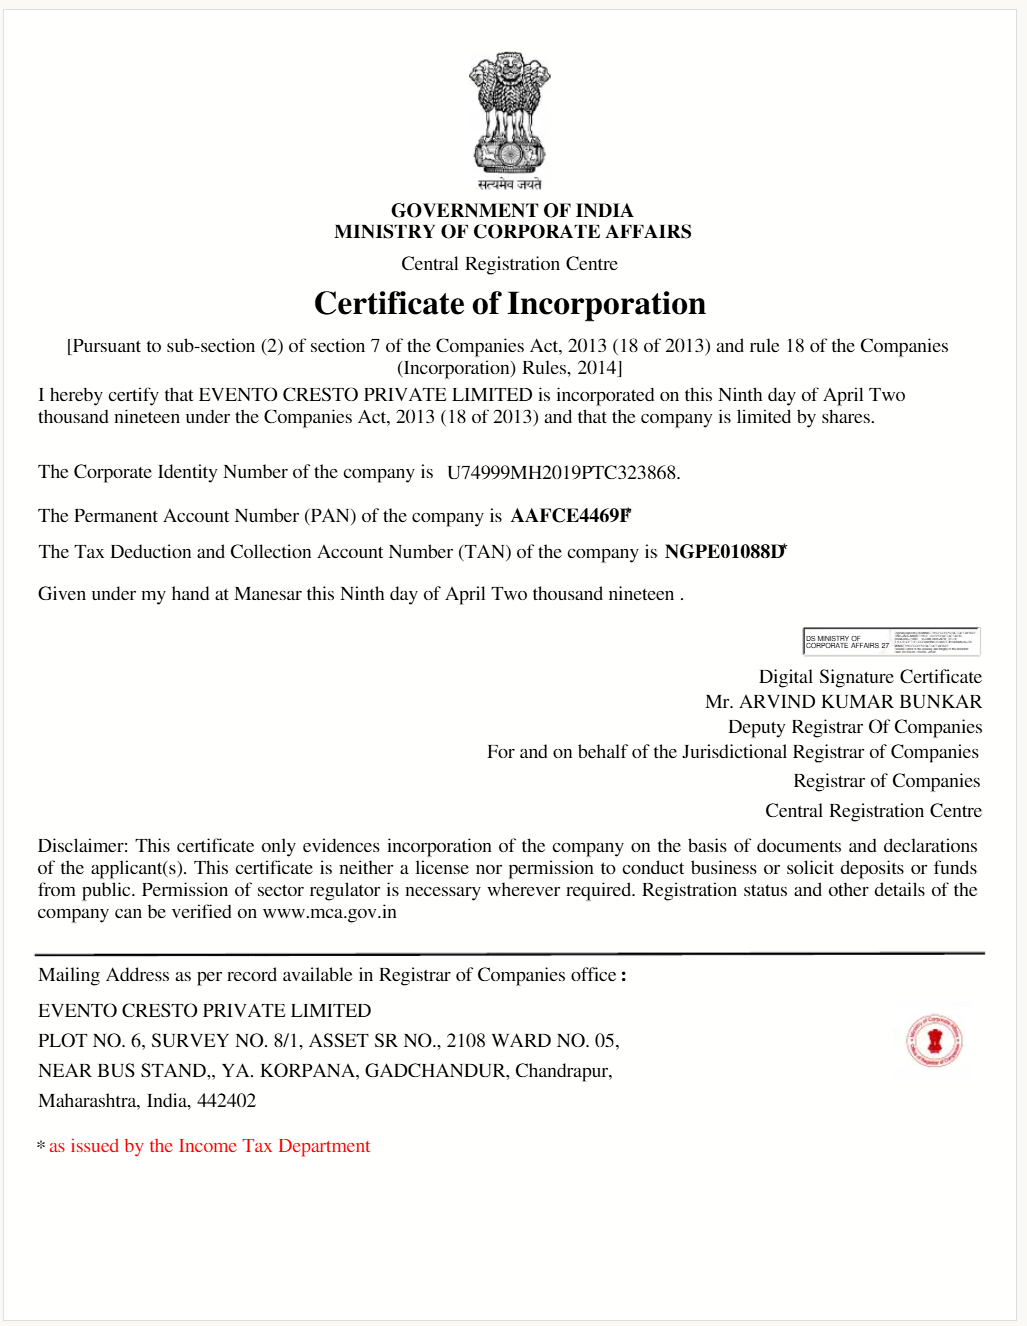 सत्यमेव जयते
GOVERNMENT OF INDIA
MINISTRY OF CORPORATE AFFAIRS
Central Registration Centre
Certificate of Incorporation
[Pursuant to sub-section (2) of section 7 of the Companies Act, 2013 (18 of 2013) and rule 18 of the Companies
(Incorporation) Rules, 2014]
I hereby certify that EVENTO CRESTO PRIVATE LIMITED is incorporated on this Ninth day of April Two
thousand nineteen under the Companies Act, 2013 (18 of 2013) and that the company is limited by shares.
The Corporate Identity Number of the company is U74999MH2019PTC323868.
The Permanent Account Number (PAN) of the company is AAFCE4469F*
The Tax Deduction and Collection Account Number (TAN) of the company is NGPE01088D*
Given under my hand at Manesar this Ninth day of April Two thousand nineteen .
DS MINISTRY OF
CORPORATE AFFAIRS 27
Digital Signature Certificate
Mr. ARVIND KUMAR BUNKAR
Deputy Registrar Of Companies
For and on behalf of the Jurisdictional Registrar of Companies
Registrar of Companies
Central Registration Centre
Disclaimer: This certificate only evidences incorporation of the company on the basis of documents and declarations
of the applicant(s). This certificate is neither a license nor permission to conduct business or solicit deposits or funds
from public. Permission of sector regulator is necessary wherever required. Registration status and other details of the
company can be verified on www.mca.gov.in
Mailing Address as per record available in Registrar of Companies office :
EVENTO CRESTO PRIVATE LIMITED
PLOT NO. 6, SURVEY NO. 8/1, ASSET SR NO., 2108 WARD NO. 05,
NEAR BUS STAND,, YA. KORPANA, GADCHANDUR, Chandrapur,
Maharashtra, India, 442402
Ministry of Corporate Affairs
* as issued by the Income Tax Department